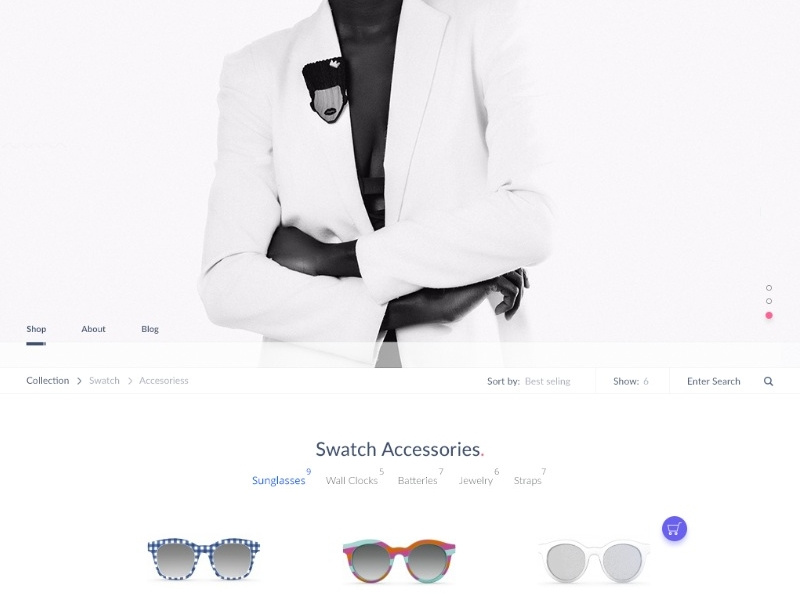 Shop About Blog
Collection > Swatch > Accesoriess Sort by: Best seling Show: 6 Enter Search
Swatch Accessories.
Sunglasses 9 Wall Clocks 5 Batteries 7 Jewelry 6 Straps 7